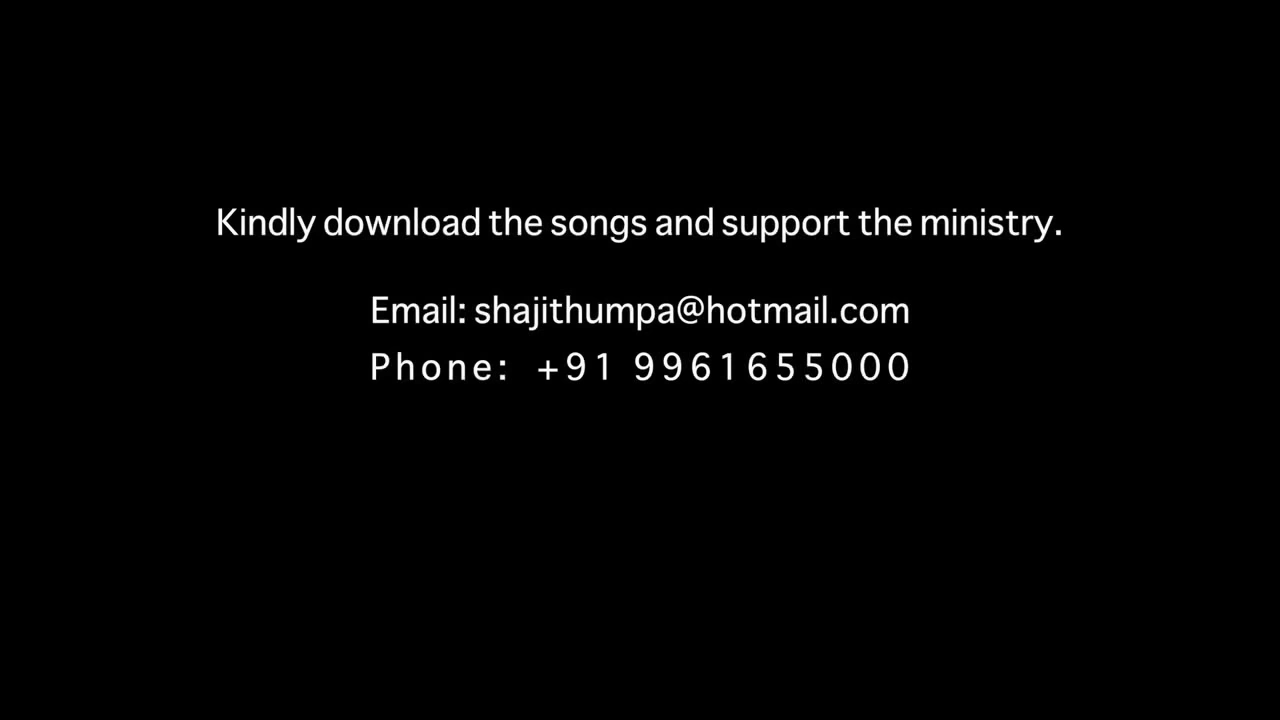 Kindly download the songs and support the ministry.
Email: shajithumpa@hotmail.com
Phone: +91 9961655000